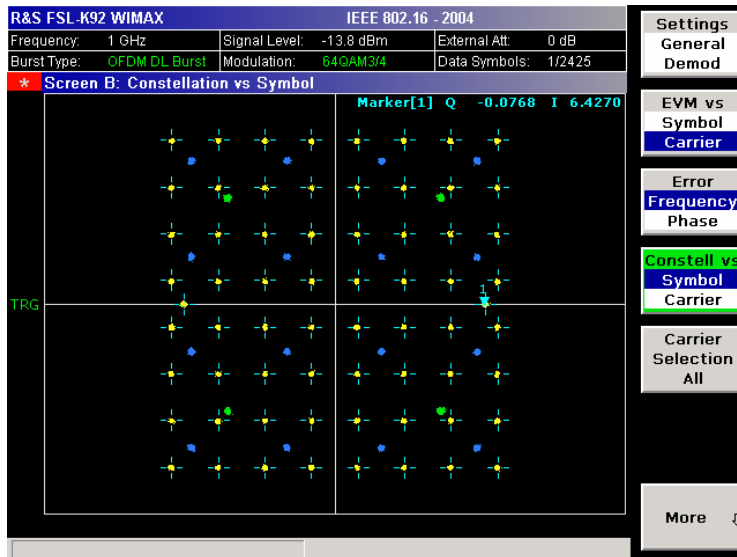 R&S FSL-K92 WIMAX IEEE 802.16 - 2004
Frequency: 1 GHz Signal Level: -13.8 dBm External Att: 0 dB
Burst Type: OFDM DL Burst Modulation: 64QAM3/4 Data Symbols: 1/2425
* Screen B: Constellation vs Symbol
Marker[1] Q -0.0768 I 6.4270
1
TRG
Settings
General
Demod
EVM vs
Symbol
Carrier
Error
Frequency
Phase
Constell vs
Symbol
Carrier
Carrier
Selection
All
More